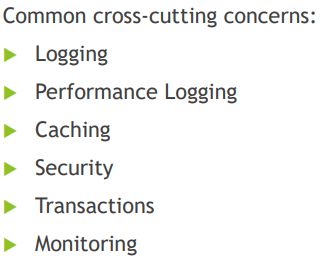 Common cross-cutting concerns:
Logging
Performance Logging
Caching
Security
Transactions
Monitoring